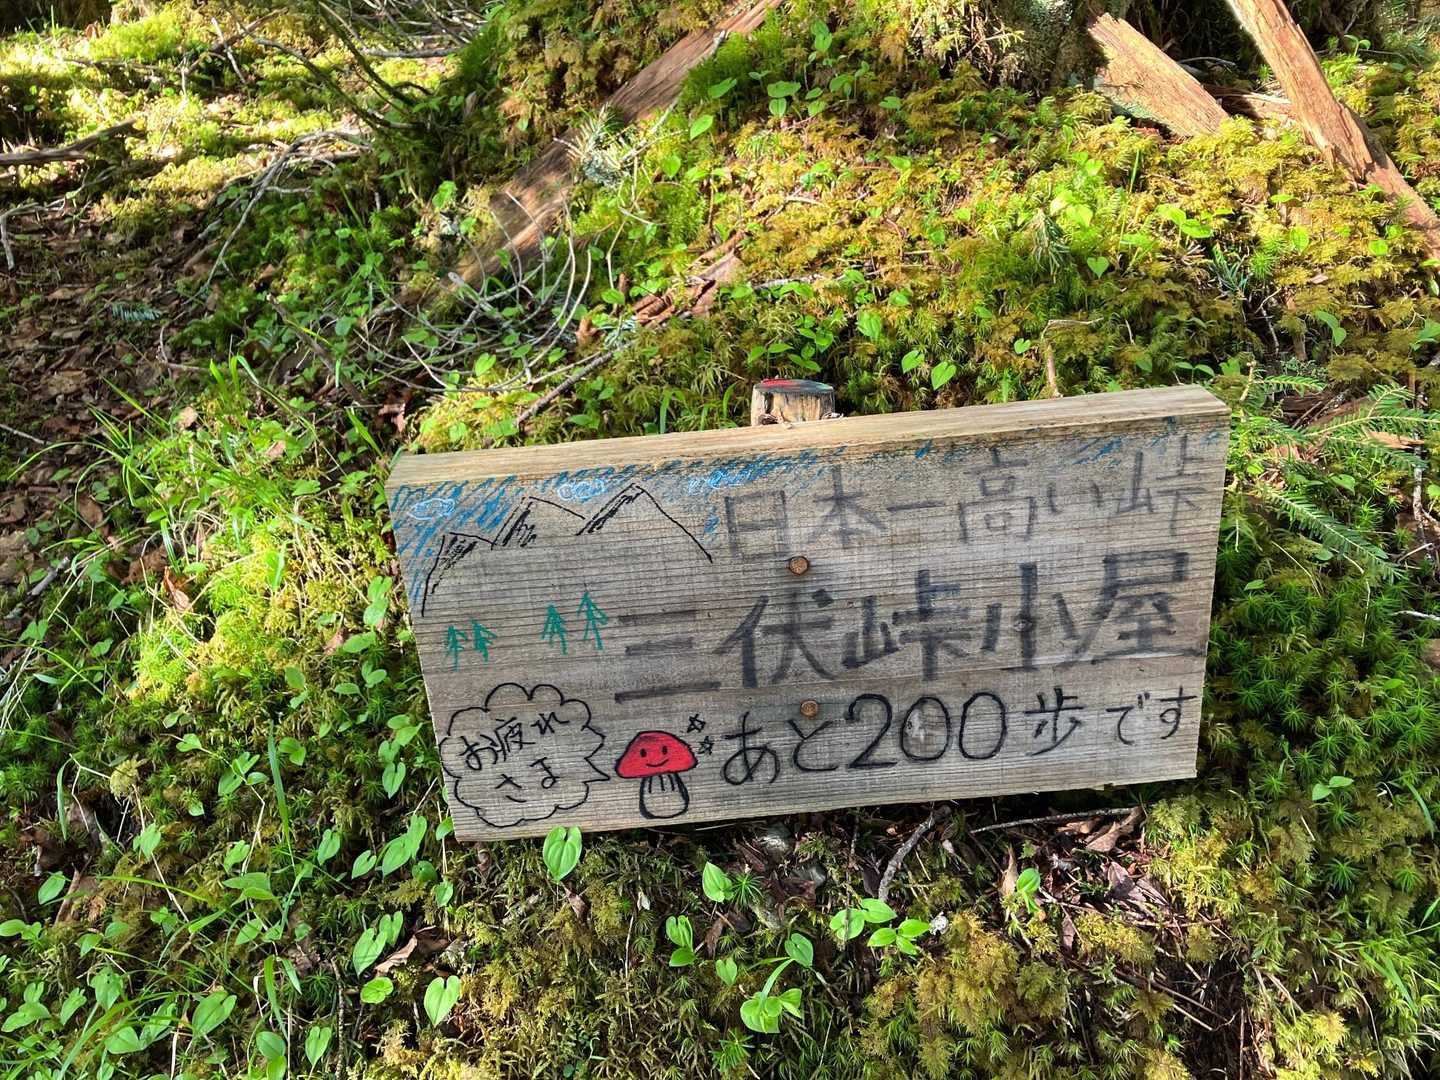 日本一高い峠
三伏峠小屋
あと200歩です
お疲れ
さま